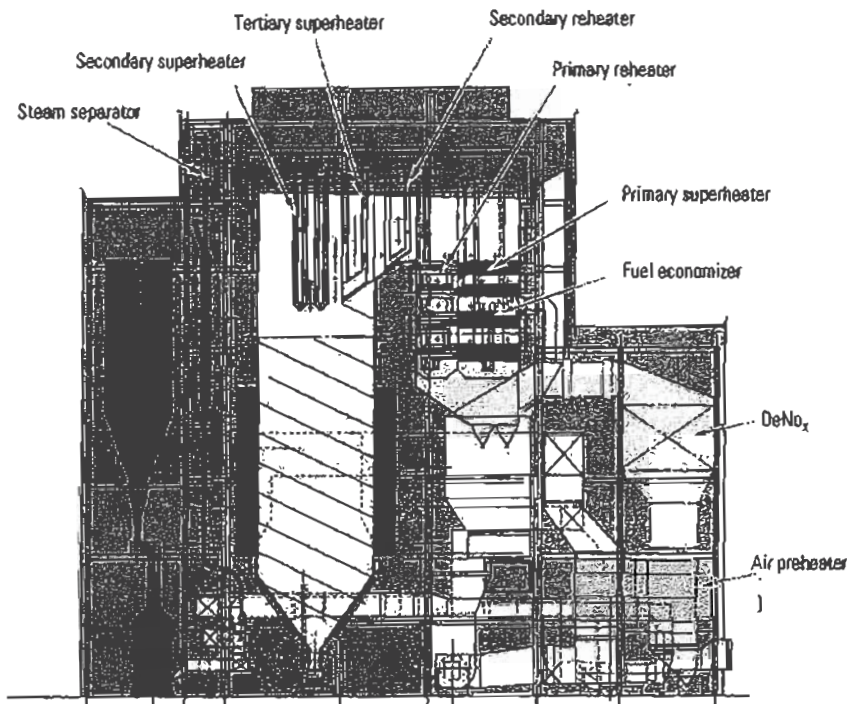 Tertiary superheater
Secondary reheater
Secondary superheater
Primary reheater
Steam separator
Primary superheater
Fuel economizer
DeNoₓ
Air preheater
]